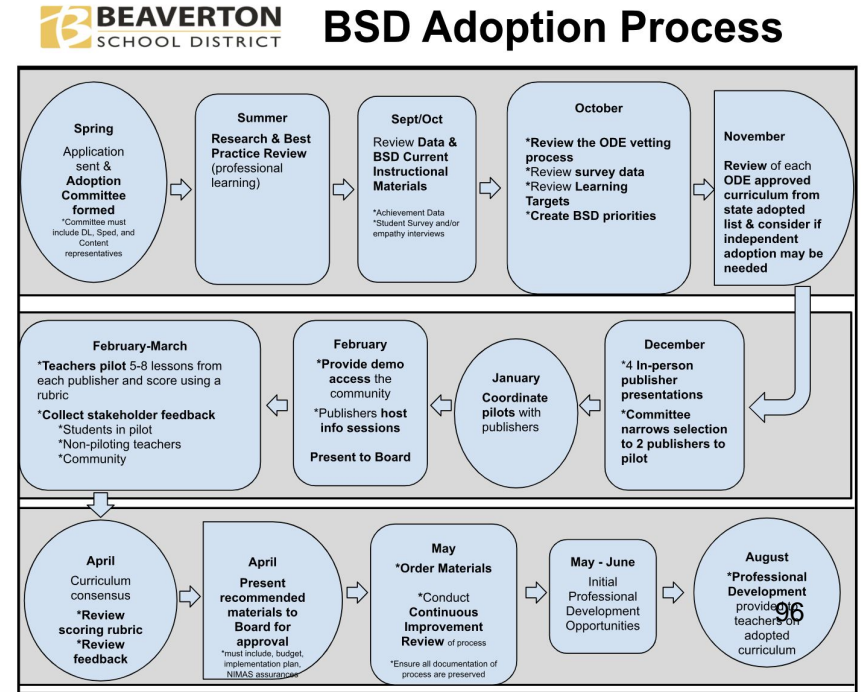 BEAVERTON
SCHOOL DISTRICT
BSD Adoption Process
Spring
Application
sent &
Adoption
Committee
formed
*Committee must
include DL, Sped, and
Content
representatives
Summer
Research & Best
Practice Review
(professional
learning)
Sept/Oct
Review Data &
BSD Current
Instructional
Materials
*Achievement Data
*Student Survey and/or
empathy interviews
October
*Review the ODE vetting
process
*Review survey data
*Review Learning
Targets
*Create BSD priorities
November
Review of each
ODE approved
curriculum from
state adopted
list & consider if
independent
adoption may be
needed
December
*4 In-person
publisher
presentations
*Committee
narrows selection
to 2 publishers to
pilot
January
Coordinate
pilots with
publishers
February
*Provide demo
access the
community
*Publishers host
info sessions
Present to Board
February-March
*Teachers pilot 5-8 lessons from
each publisher and score using a
rubric
*Collect stakeholder feedback
*Students in pilot
*Non-piloting teachers
*Community
April
Curriculum
consensus
*Review
scoring rubric
*Review
feedback
April
Present
recommended
materials to
Board for
approval
*must include, budget,
implementation plan,
NIMAS assurances
May
*Order Materials
*Conduct
Continuous
Improvement
Review of process
*Ensure all documentation of
process are preserved
May - June
Initial
Professional
Development
Opportunities
August
*Professional
Development
provided to
teachers on
adopted
curriculum
96